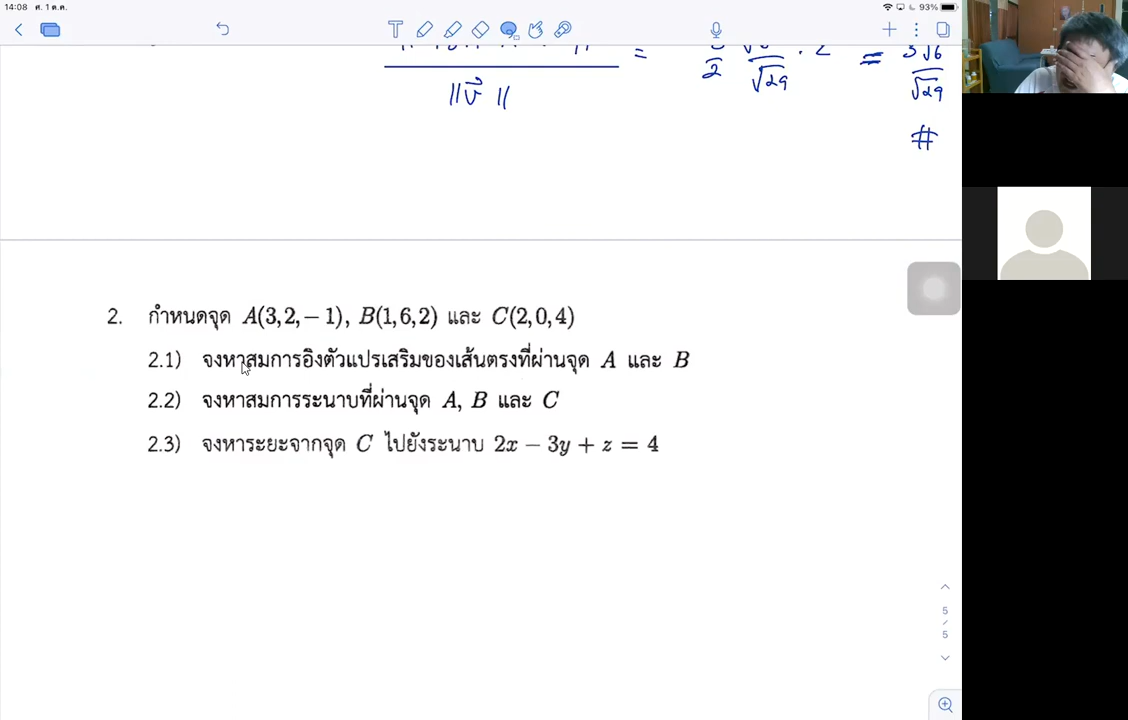 14:08 ศ. 1 ต.ค.
93%
‖v⃗‖ = 2 √29 · 2 = 3√6 √29
#
2. กำหนดจุด A(3,2,−1), B(1,6,2) และ C(2,0,4)
2.1) จงหาสมการอิงตัวแปรเสริมของเส้นตรงที่ผ่านจุด A และ B
2.2) จงหาสมการระนาบที่ผ่านจุด A, B และ C
2.3) จงหาระยะจากจุด C ไปยังระนาบ 2x − 3y + z = 4
5
/
5